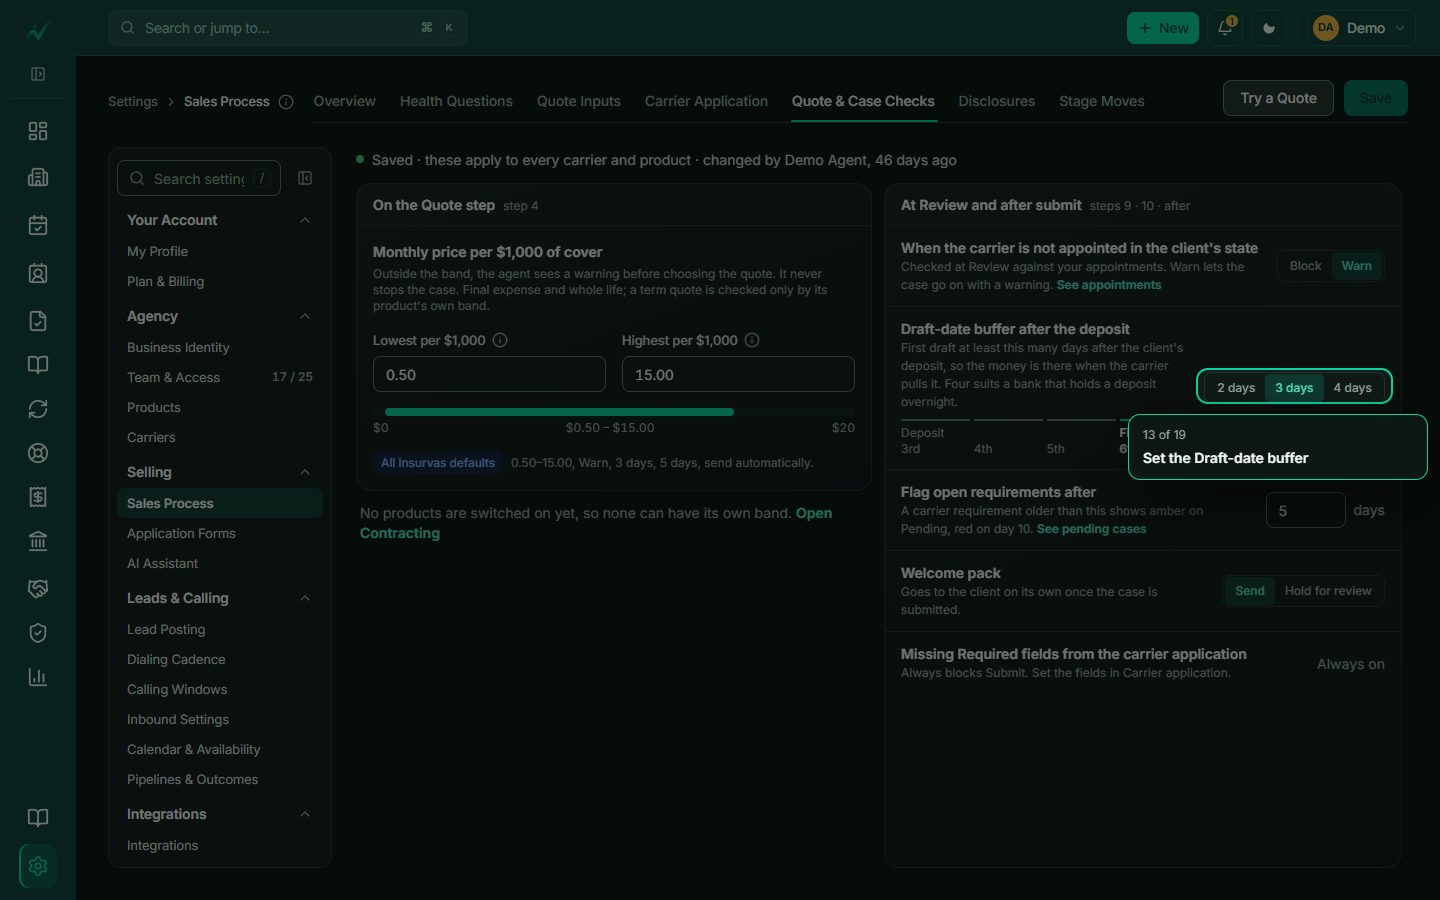 Search or jump to...
⌘ K
New
1
DA
Demo
Settings
Sales Process
Overview
Health Questions
Quote Inputs
Carrier Application
Quote & Case Checks
Disclosures
Stage Moves
Try a Quote
Save
Search setting
/
Your Account
My Profile
Plan & Billing
Agency
Business Identity
Team & Access
17 / 25
Products
Carriers
Selling
Sales Process
Application Forms
AI Assistant
Leads & Calling
Lead Posting
Dialing Cadence
Calling Windows
Inbound Settings
Calendar & Availability
Pipelines & Outcomes
Integrations
Integrations
Saved · these apply to every carrier and product · changed by Demo Agent, 46 days ago
On the Quote step step 4
Monthly price per $1,000 of cover
Outside the band, the agent sees a warning before choosing the quote. It never
stops the case. Final expense and whole life; a term quote is checked only by its
product's own band.
Lowest per $1,000
Highest per $1,000
0.50
15.00
$0
$0.50 – $15.00
$20
All Insurvas defaults
0.50–15.00, Warn, 3 days, 5 days, send automatically.
No products are switched on yet, so none can have its own band. Open
Contracting
At Review and after submit steps 9 · 10 · after
When the carrier is not appointed in the client's state
Checked at Review against your appointments. Warn lets the
case go on with a warning. See appointments
Block
Warn
Draft-date buffer after the deposit
First draft at least this many days after the client's
deposit, so the money is there when the carrier
pulls it. Four suits a bank that holds a deposit
overnight.
2 days
3 days
4 days
Deposit
3rd
4th
5th
13 of 19
Set the Draft-date buffer
Flag open requirements after
A carrier requirement older than this shows amber on
Pending, red on day 10. See pending cases
5
days
Welcome pack
Goes to the client on its own once the case is
submitted.
Send
Hold for review
Missing Required fields from the carrier application
Always blocks Submit. Set the fields in Carrier application.
Always on